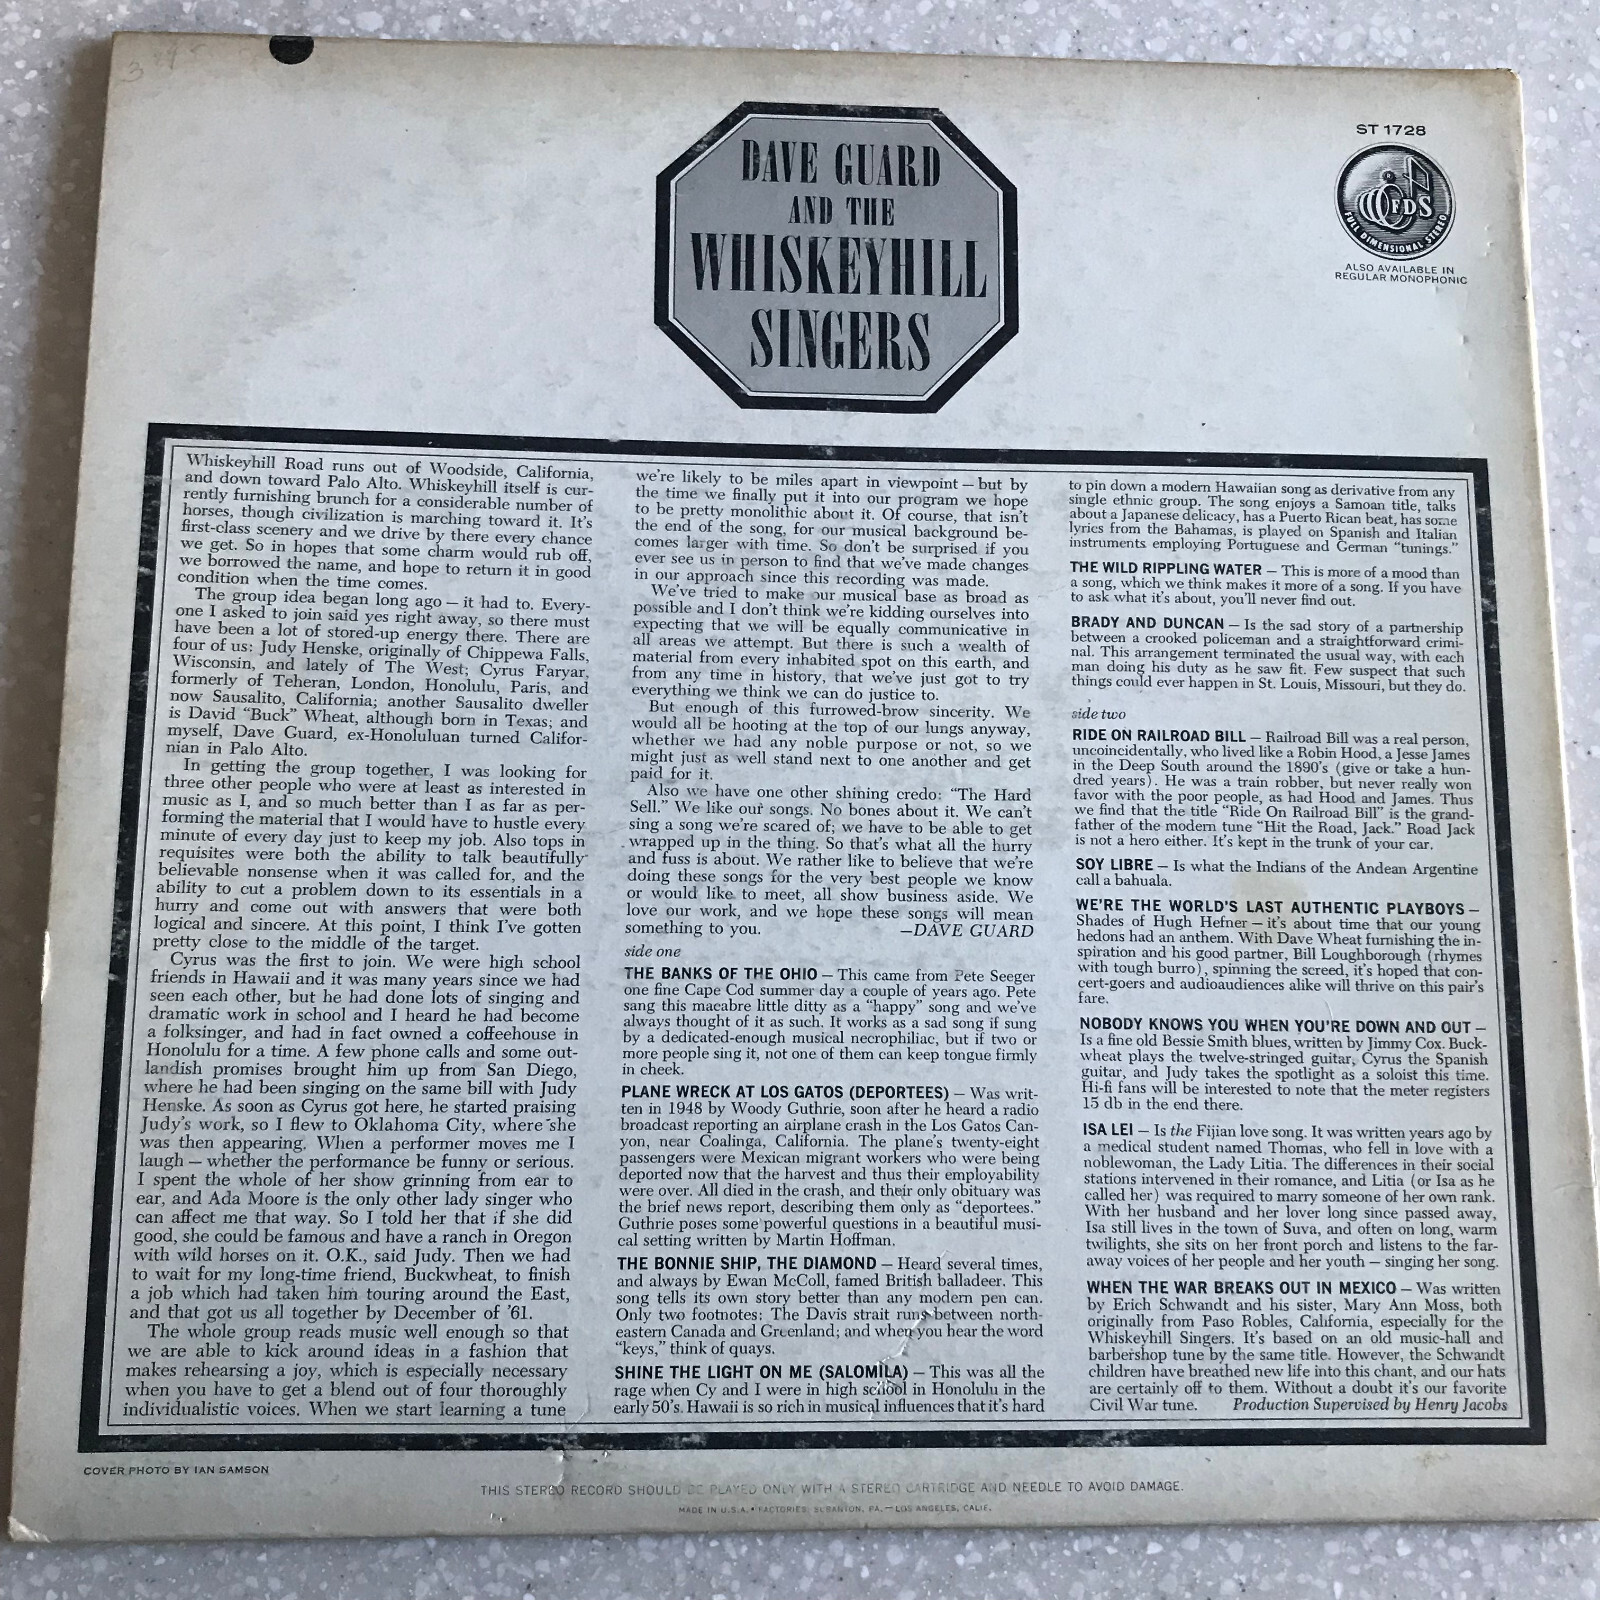 DAVE GUARD
AND THE
WHISKEYHILL
SINGERS
ST 1728
FDS
FULL DIMENSIONAL STEREO
ALSO AVAILABLE IN
REGULAR MONOPHONIC
Whiskeyhill Road runs out of Woodside, California,
and down toward Palo Alto. Whiskeyhill itself is cur-
rently furnishing brunch for a considerable number of
horses, though civilization is marching toward it. It's
first-class scenery and we drive by there every chance
we get. So in hopes that some charm would rub off,
we borrowed the name, and hope to return it in good
condition when the time comes.
The group idea began long ago – it had to. Every-
one I asked to join said yes right away, so there must
have been a lot of stored-up energy there. There are
four of us: Judy Henske, originally of Chippewa Falls,
Wisconsin, and lately of The West; Cyrus Faryar,
formerly of Teheran, London, Honolulu, Paris, and
now Sausalito, California; another Sausalito dweller
is David "Buck" Wheat, although born in Texas; and
myself, Dave Guard, ex-Honoluluan turned Califor-
nian in Palo Alto.
In getting the group together, I was looking for
three other people who were at least as interested in
music as I, and so much better than I as far as per-
forming the material that I would have to hustle every
minute of every day just to keep my job. Also tops in
requisites were both the ability to talk beautifully
believable nonsense when it was called for, and the
ability to cut a problem down to its essentials in a
hurry and come out with answers that were both
logical and sincere. At this point, I think I've gotten
pretty close to the middle of the target.
Cyrus was the first to join. We were high school
friends in Hawaii and it was many years since we had
seen each other, but he had done lots of singing and
dramatic work in school and I heard he had become
a folksinger, and had in fact owned a coffeehouse in
Honolulu for a time. A few phone calls and some out-
landish promises brought him up from San Diego,
where he had been singing on the same bill with Judy
Henske. As soon as Cyrus got here, he started praising
Judy's work, so I flew to Oklahoma City, where she
was then appearing. When a performer moves me I
laugh – whether the performance be funny or serious.
I spent the whole of her show grinning from ear to
ear, and Ada Moore is the only other lady singer who
can affect me that way. So I told her that if she did
good, she could be famous and have a ranch in Oregon
with wild horses on it. O.K., said Judy. Then we had
to wait for my long-time friend, Buckwheat, to finish
a job which had taken him touring around the East,
and that got us all together by December of '61.
The whole group reads music well enough so that
we are able to kick around ideas in a fashion that
makes rehearsing a joy, which is especially necessary
when you have to get a blend out of four thoroughly
individualistic voices. When we start learning a tune
we're likely to be miles apart in viewpoint – but by
the time we finally put it into our program we hope
to be pretty monolithic about it. Of course, that isn't
the end of the song, for our musical background be-
comes larger with time. So don't be surprised if you
ever see us in person to find that we've made changes
in our approach since this recording was made.
We've tried to make our musical base as broad as
possible and I don't think we're kidding ourselves into
expecting that we will be equally communicative in
all areas we attempt. But there is such a wealth of
material from every inhabited spot on this earth, and
from any time in history, that we've just got to try
everything we think we can do justice to.
But enough of this furrowed-brow sincerity. We
would all be hooting at the top of our lungs anyway,
whether we had any noble purpose or not, so we
might just as well stand next to one another and get
paid for it.
Also we have one other shining credo: "The Hard
Sell." We like our songs. No bones about it. We can't
sing a song we're scared of; we have to be able to get
wrapped up in the thing. So that's what all the hurry
and fuss is about. We rather like to believe that we're
doing these songs for the very best people we know
or would like to meet, all show business aside. We
love our work, and we hope these songs will mean
something to you. —DAVE GUARD
side one
THE BANKS OF THE OHIO – This came from Pete Seeger
one fine Cape Cod summer day a couple of years ago. Pete
sang this macabre little ditty as a "happy" song and we've
always thought of it as such. It works as a sad song if sung
by a dedicated-enough musical necrophiliac, but if two or
more people sing it, not one of them can keep tongue firmly
in cheek.
PLANE WRECK AT LOS GATOS (DEPORTEES) – Was writ-
ten in 1948 by Woody Guthrie, soon after he heard a radio
broadcast reporting an airplane crash in the Los Gatos Can-
yon, near Coalinga, California. The plane's twenty-eight
passengers were Mexican migrant workers who were being
deported now that the harvest and thus their employability
were over. All died in the crash, and their only obituary was
the brief news report, describing them only as "deportees."
Guthrie poses some powerful questions in a beautiful musi-
cal setting written by Martin Hoffman.
THE BONNIE SHIP, THE DIAMOND – Heard several times,
and always by Ewan McColl, famed British balladeer. This
song tells its own story better than any modern pen can.
Only two footnotes: The Davis strait runs between north-
eastern Canada and Greenland; and when you hear the word
"keys," think of quays.
SHINE THE LIGHT ON ME (SALOMILA) – This was all the
rage when Cy and I were in high school in Honolulu in the
early 50's. Hawaii is so rich in musical influences that it's hard
to pin down a modern Hawaiian song as derivative from any
single ethnic group. The song enjoys a Samoan title, talks
about a Japanese delicacy, has a Puerto Rican beat, has some
lyrics from the Bahamas, is played on Spanish and Italian
instruments employing Portuguese and German "tunings."
THE WILD RIPPLING WATER – This is more of a mood than
a song, which we think makes it more of a song. If you have
to ask what it's about, you'll never find out.
BRADY AND DUNCAN – Is the sad story of a partnership
between a crooked policeman and a straightforward crimi-
nal. This arrangement terminated the usual way, with each
man doing his duty as he saw fit. Few suspect that such
things could ever happen in St. Louis, Missouri, but they do.
side two
RIDE ON RAILROAD BILL – Railroad Bill was a real person,
uncoincidentally, who lived like a Robin Hood, a Jesse James
in the Deep South around the 1890's (give or take a hun-
dred years). He was a train robber, but never really won
favor with the poor people, as had Hood and James. Thus
we find that the title "Ride On Railroad Bill" is the grand-
father of the modern tune "Hit the Road, Jack." Road Jack
is not a hero either. It's kept in the trunk of your car.
SOY LIBRE – Is what the Indians of the Andean Argentine
call a bahuala.
WE'RE THE WORLD'S LAST AUTHENTIC PLAYBOYS –
Shades of Hugh Hefner – it's about time that our young
hedons had an anthem. With Dave Wheat furnishing the in-
spiration and his good partner, Bill Loughborough (rhymes
with tough burro), spinning the screed, it's hoped that con-
cert-goers and audioaudiences alike will thrive on this pair's
fare.
NOBODY KNOWS YOU WHEN YOU'RE DOWN AND OUT –
Is a fine old Bessie Smith blues, written by Jimmy Cox. Buck-
wheat plays the twelve-stringed guitar, Cyrus the Spanish
guitar, and Judy takes the spotlight as a soloist this time.
Hi-fi fans will be interested to note that the meter registers
15 db in the end there.
ISA LEI – Is the Fijian love song. It was written years ago by
a medical student named Thomas, who fell in love with a
noblewoman, the Lady Litia. The differences in their social
stations intervened in their romance, and Litia (or Isa as he
called her) was required to marry someone of her own rank.
With her husband and her lover long since passed away,
Isa still lives in the town of Suva, and often on long, warm
twilights, she sits on her front porch and listens to the far-
away voices of her people and her youth – singing her song.
WHEN THE WAR BREAKS OUT IN MEXICO – Was written
by Erich Schwandt and his sister, Mary Ann Moss, both
originally from Paso Robles, California, especially for the
Whiskeyhill Singers. It's based on an old music-hall and
barbershop tune by the same title. However, the Schwandt
children have breathed new life into this chant, and our hats
are certainly off to them. Without a doubt it's our favorite
Civil War tune. Production Supervised by Henry Jacobs
COVER PHOTO BY IAN SAMSON
THIS STEREO RECORD SHOULD BE PLAYED ONLY WITH A STEREO CARTRIDGE AND NEEDLE TO AVOID DAMAGE.
MADE IN U.S.A. • FACTORIES: SCRANTON, PA. — LOS ANGELES, CALIF.